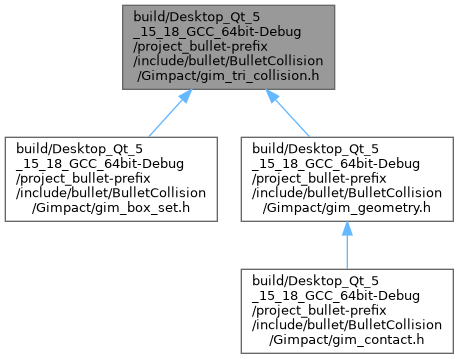 build/Desktop_Qt_5
_15_18_GCC_64bit-Debug
/project_bullet-prefix
/include/bullet/BulletCollision
/Gimpact/gim_tri_collision.h
build/Desktop_Qt_5
_15_18_GCC_64bit-Debug
/project_bullet-prefix
/include/bullet/BulletCollision
/Gimpact/gim_box_set.h
build/Desktop_Qt_5
_15_18_GCC_64bit-Debug
/project_bullet-prefix
/include/bullet/BulletCollision
/Gimpact/gim_geometry.h
build/Desktop_Qt_5
_15_18_GCC_64bit-Debug
/project_bullet-prefix
/include/bullet/BulletCollision
/Gimpact/gim_contact.h